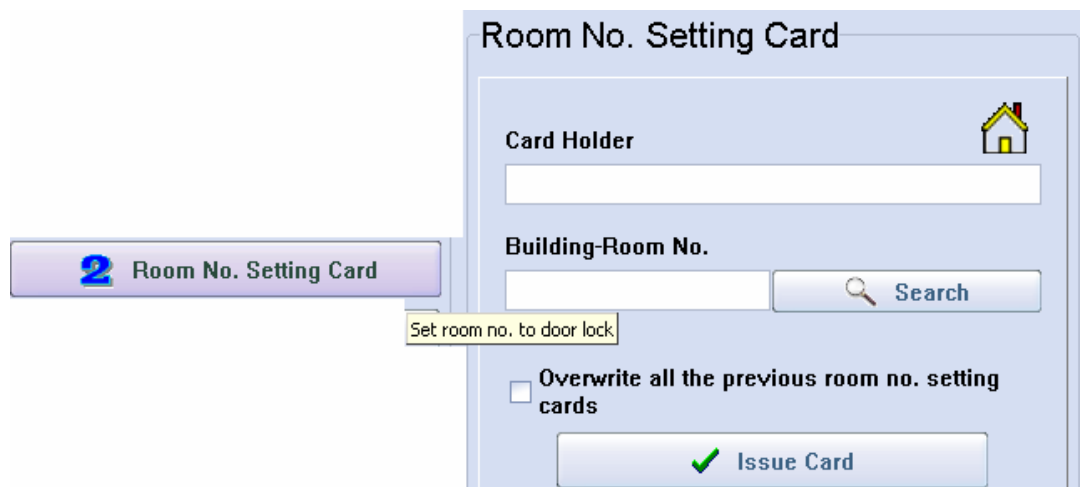 Room No. Setting Card
Card Holder
Building-Room No.
2 Room No. Setting Card
Search
Set room no. to door lock
Overwrite all the previous room no. setting
cards
Issue Card